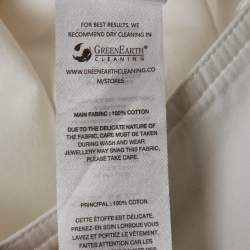 FOR BEST RESULTS, WE
RECOMMEND DRY CLEANING IN
GREENEARTH®
CLEANING
WWW.GREENEARTHCLEANING.CO
M/STORES
MAIN FABRIC : 100% COTTON
DUE TO THE DELICATE NATURE OF
THE FABRIC, CARE MUST BE TAKEN
DURING WASH AND WEAR.
JEWELLERY MAY SNAG THIS FABRIC,
PLEASE TAKE CARE.
PRINCIPAL : 100% COTON.
CETTE ÉTOFFE EST DÉLICATE,
PRENEZ-EN SOIN LORSQUE VOUS
LAVEZ ET PORTEZ LE VÊTEMENT.
FAITES ATTENTION À CE QUE